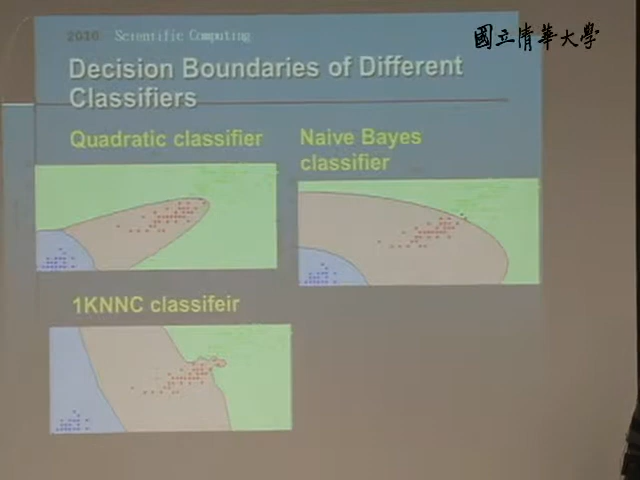 2010 Scientific Computing
國立清華大學
Decision Boundaries of Different
Classifiers
Quadratic classifier
Naive Bayes
classifier
1KNNC classifeir